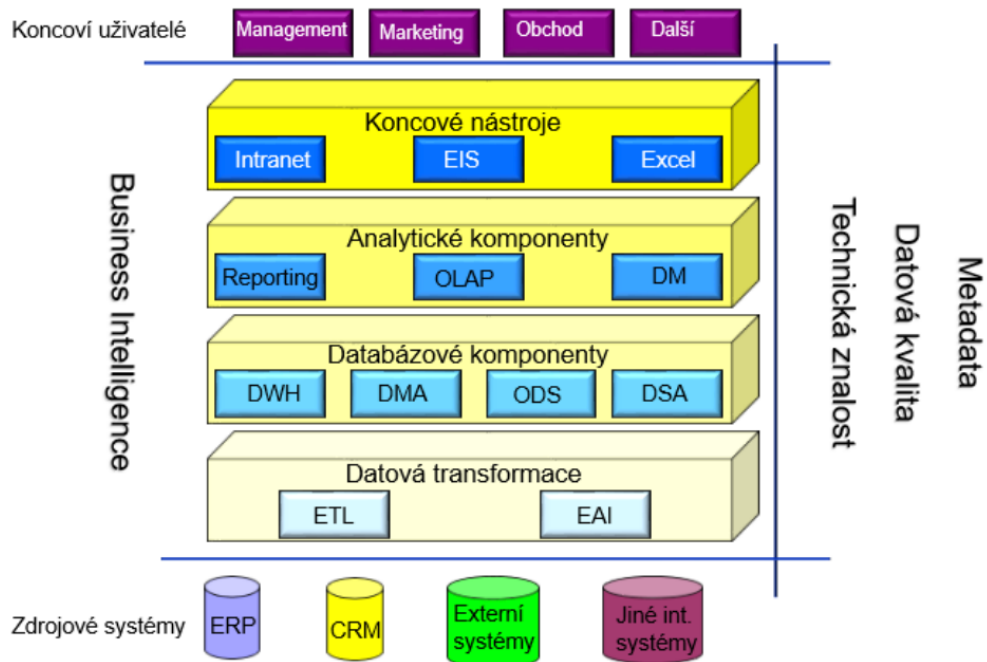 Koncoví uživatelé
Management
Marketing
Obchod
Další
Koncové nástroje
Intranet
EIS
Excel
Analytické komponenty
Reporting
OLAP
DM
Databázové komponenty
DWH
DMA
ODS
DSA
Datová transformace
ETL
EAI
Business Intelligence
Technická znalost
Datová kvalita
Metadata
Zdrojové systémy
ERP
CRM
Externí
systémy
Jiné int.
systémy